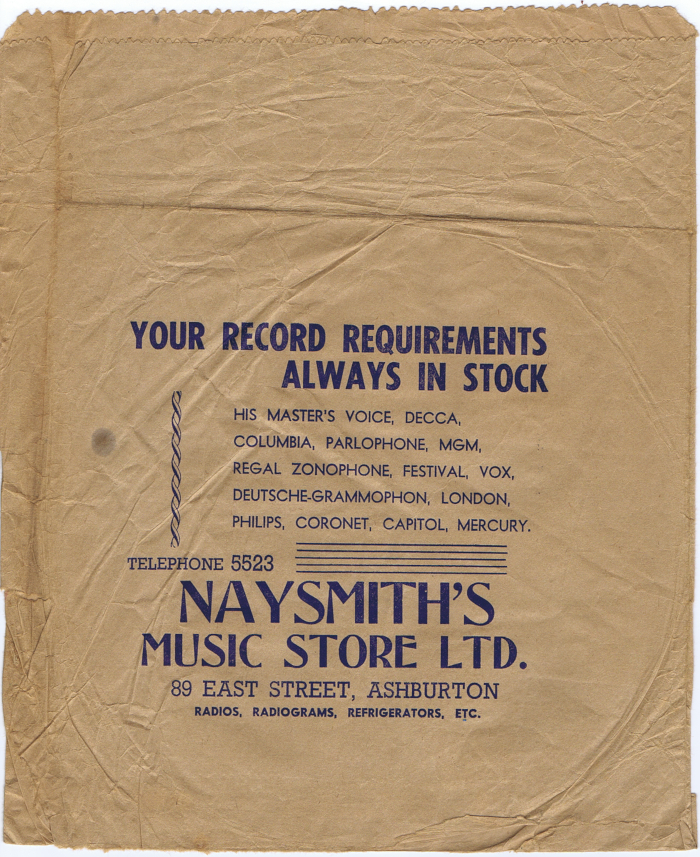 YOUR RECORD REQUIREMENTS
ALWAYS IN STOCK
HIS MASTER'S VOICE, DECCA,
COLUMBIA, PARLOPHONE, MGM,
REGAL ZONOPHONE, FESTIVAL, VOX,
DEUTSCHE-GRAMMOPHON, LONDON,
PHILIPS, CORONET, CAPITOL, MERCURY.
TELEPHONE 5523
NAYSMITH'S
MUSIC STORE LTD.
89 EAST STREET, ASHBURTON
RADIOS, RADIOGRAMS, REFRIGERATORS, ETC.